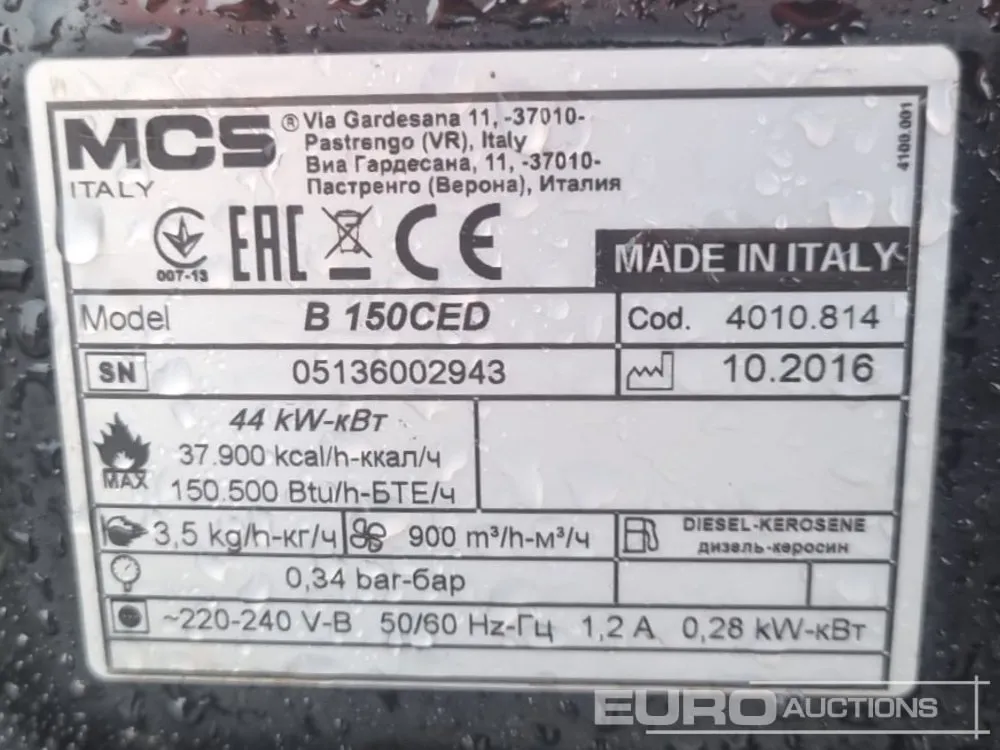 MCS ® Via Gardesana 11, -37010-
Pastrengo (VR), Italy
Виа Гардесана, 11, -37010-
ITALY Пастренго (Верона), Италия
4100.001
007-13 EAC CE
MADE IN ITALY
Model B 150CED Cod. 4010.814
SN 05136002943 10.2016
44 kW-кВт
37.900 kcal/h-ккал/ч
MAX 150.500 Btu/h-БТЕ/ч
3,5 kg/h-кг/ч 900 m³/h-м³/ч DIESEL-KEROSENE
дизель-керосин
0,34 bar-бар
~220-240 V-В 50/60 Hz-Гц 1,2 A 0,28 kW-кВт
EURO AUCTIONS